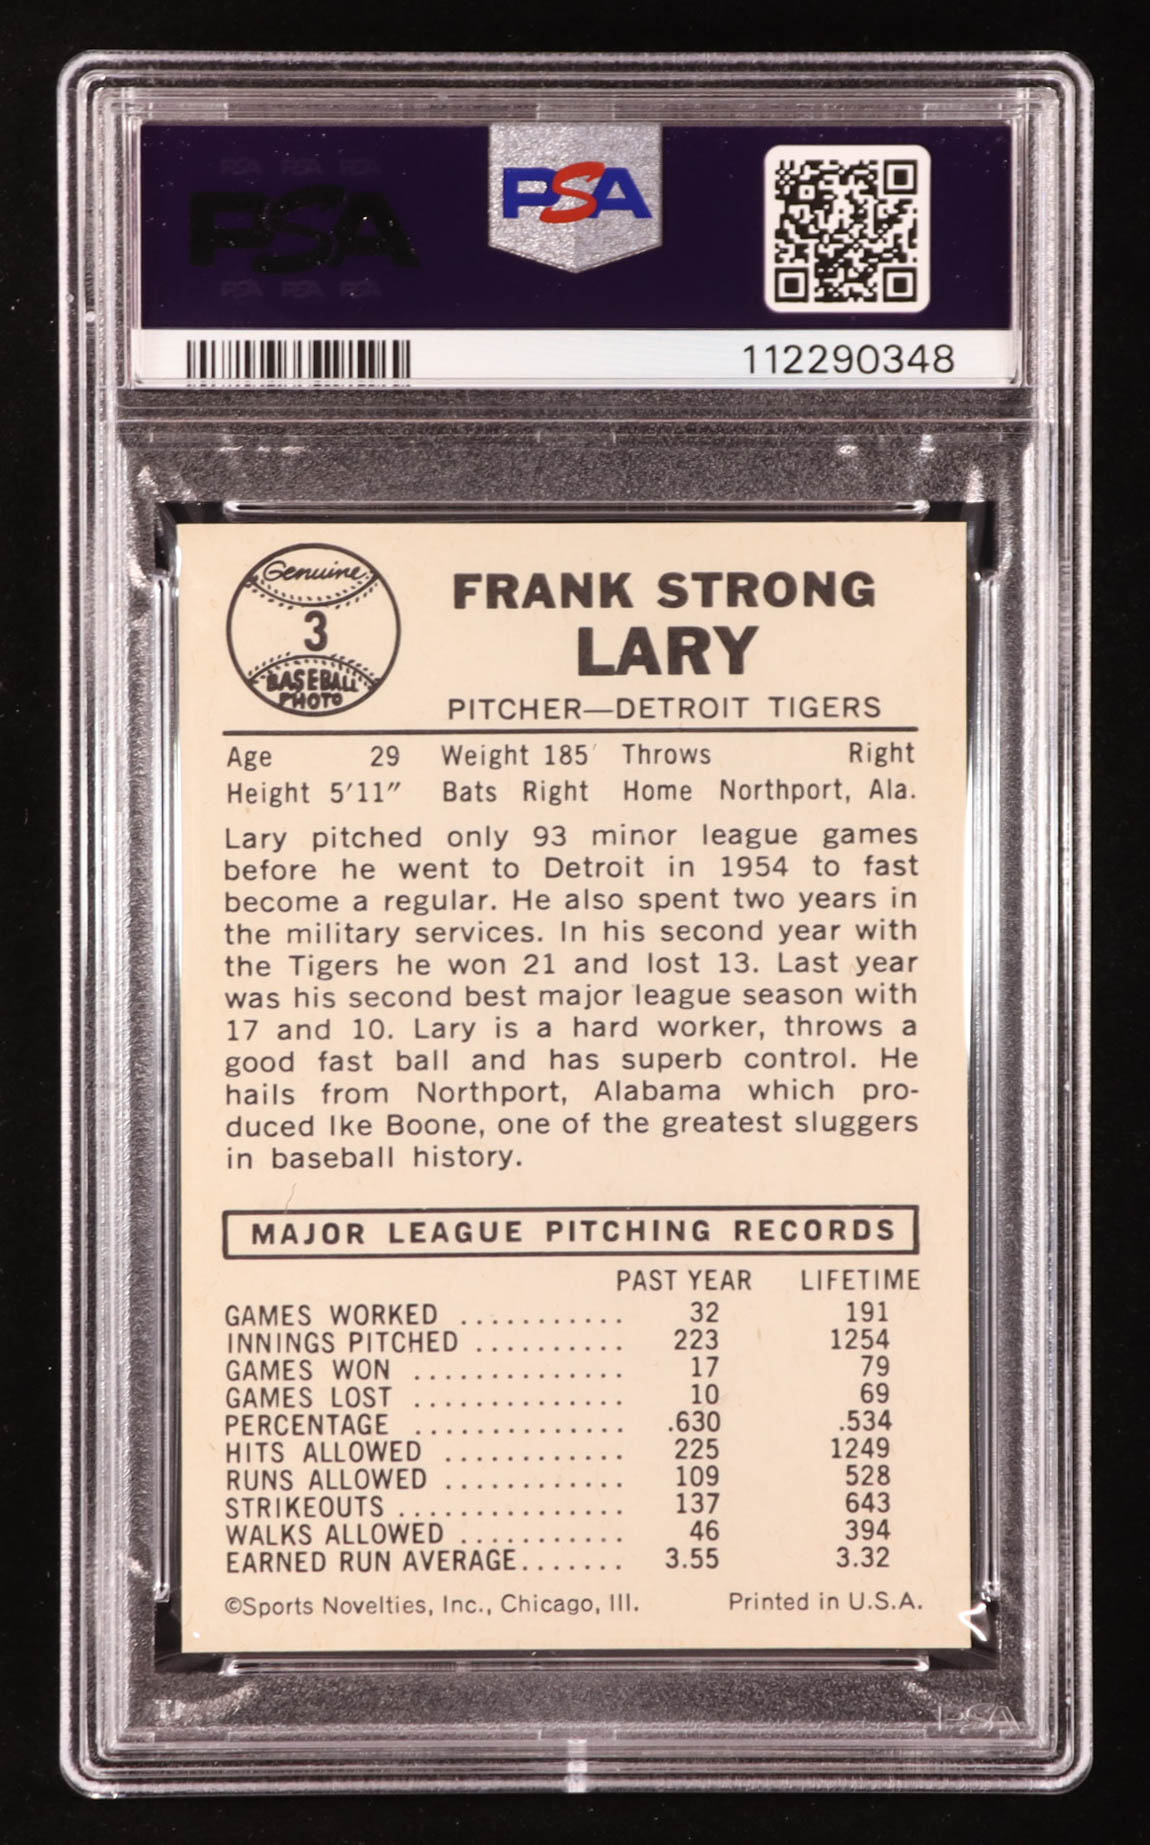 PSA PSA PSA
PSA
PSA PSA PSA
PSA
112290348
Genuine
3
BASEBALL
PHOTO
FRANK STRONG
LARY
PITCHER—DETROIT TIGERS
Age 29 Weight 185 Throws Right
Height 5'11" Bats Right Home Northport, Ala.
Lary pitched only 93 minor league games
before he went to Detroit in 1954 to fast
become a regular. He also spent two years in
the military services. In his second year with
the Tigers he won 21 and lost 13. Last year
was his second best major league season with
17 and 10. Lary is a hard worker, throws a
good fast ball and has superb control. He
hails from Northport, Alabama which pro-
duced Ike Boone, one of the greatest sluggers
in baseball history.
MAJOR LEAGUE PITCHING RECORDS
PAST YEAR LIFETIME
GAMES WORKED ........... 32 191
INNINGS PITCHED .......... 223 1254
GAMES WON .............. 17 79
GAMES LOST .............. 10 69
PERCENTAGE .............. .630 .534
HITS ALLOWED ............ 225 1249
RUNS ALLOWED ............ 109 528
STRIKEOUTS ............... 137 643
WALKS ALLOWED ........... 46 394
EARNED RUN AVERAGE....... 3.55 3.32
©Sports Novelties, Inc., Chicago, Ill. Printed in U.S.A.
PSA